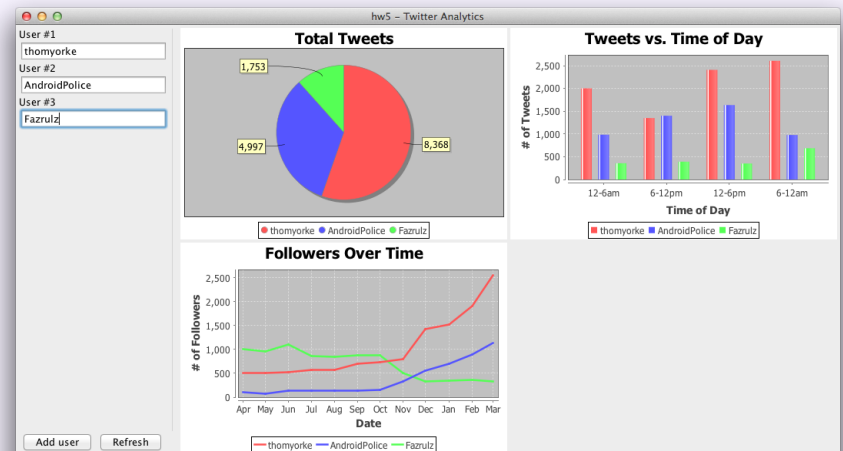 hw5 – Twitter Analytics
User #1
thomyorke
User #2
AndroidPolice
User #3
Fazrulz
Add user
Refresh
Total Tweets
1,753
4,997
8,368
thomyorke AndroidPolice Fazrulz
Tweets vs. Time of Day
# of Tweets
2,500
2,000
1,500
1,000
500
0
12-6am 6-12pm 12-6pm 6-12am
Time of Day
thomyorke AndroidPolice Fazrulz
Followers Over Time
# of Followers
2,500
2,000
1,500
1,000
500
0
Apr May Jun Jul Aug Sep Oct Nov Dec Jan Feb Mar
Date
thomyorke AndroidPolice Fazrulz